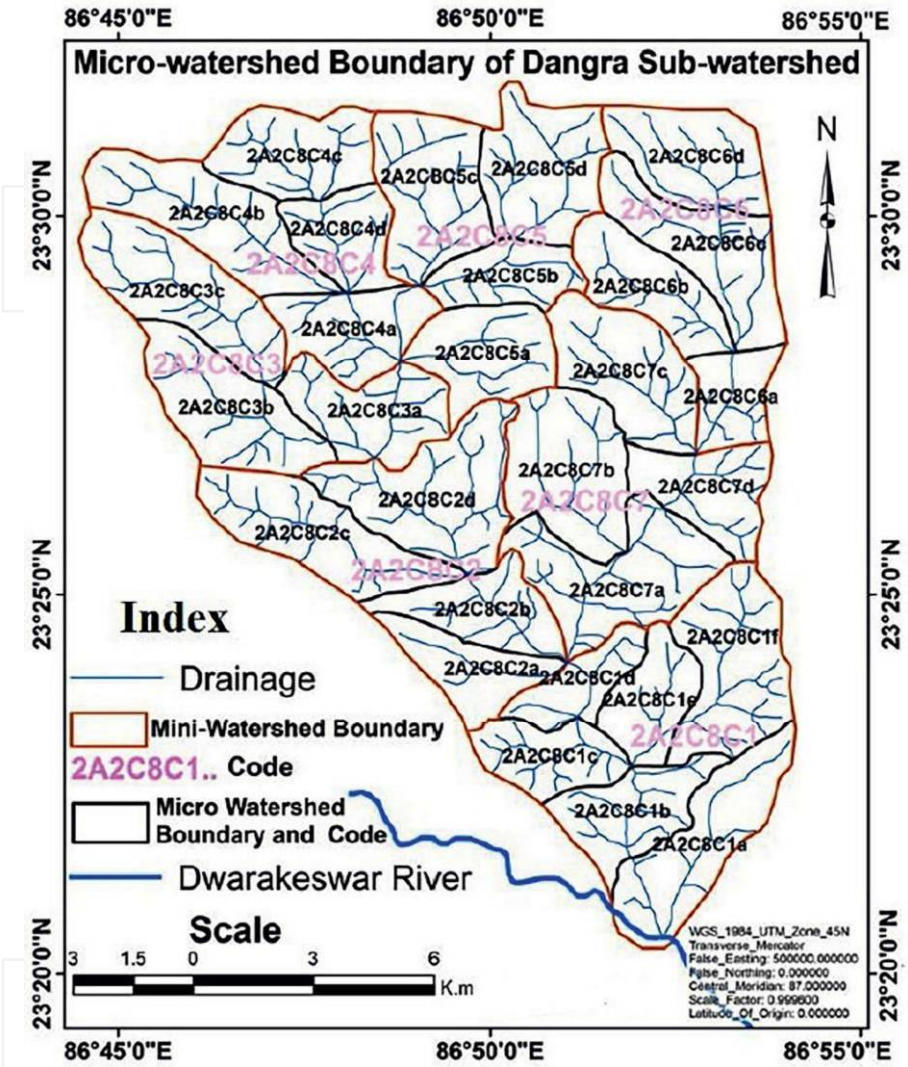 86°45'0"E 86°50'0"E 86°55'0"E
Micro-watershed Boundary of Dangra Sub-watershed
N
23°30'0"N
23°25'0"N
23°20'0"N
23°30'0"N
23°25'0"N
23°20'0"N
2A2C8C4c
2A2C8C5c
2A2C8C5d
2A2C8C6d
2A2C8C4b
2A2C8C4d
2A2C8C5
2A2C8C6
2A2C8C6c
2A2C8C4
2A2C8C5b
2A2C8C6b
2A2C8C3c
2A2C8C4a
2A2C8C5a
2A2C8C3
2A2C8C7c
2A2C8C6a
2A2C8C3b
2A2C8C3a
2A2C8C7b
2A2C8C7d
2A2C8C2d
2A2C8C7
2A2C8C2c
2A2C8C2
2A2C8C7a
2A2C8C2b
2A2C8C1f
2A2C8C2a
2A2C8C1d
2A2C8C1e
2A2C8C1
2A2C8C1c
2A2C8C1b
2A2C8C1a
Index
Drainage
Mini-Watershed Boundary
2A2C8C1.. Code
Micro Watershed
Boundary and Code
Dwarakeswar River
Scale
3 1.5 0 3 6
K.m
WGS_1984_UTM_Zone_45N
Transverse_Mercator
False_Easting: 500000.000000
False_Northing: 0.000000
Central_Meridian: 87.000000
Scale_Factor: 0.999600
Latitude_Of_Origin: 0.000000
86°45'0"E 86°50'0"E 86°55'0"E